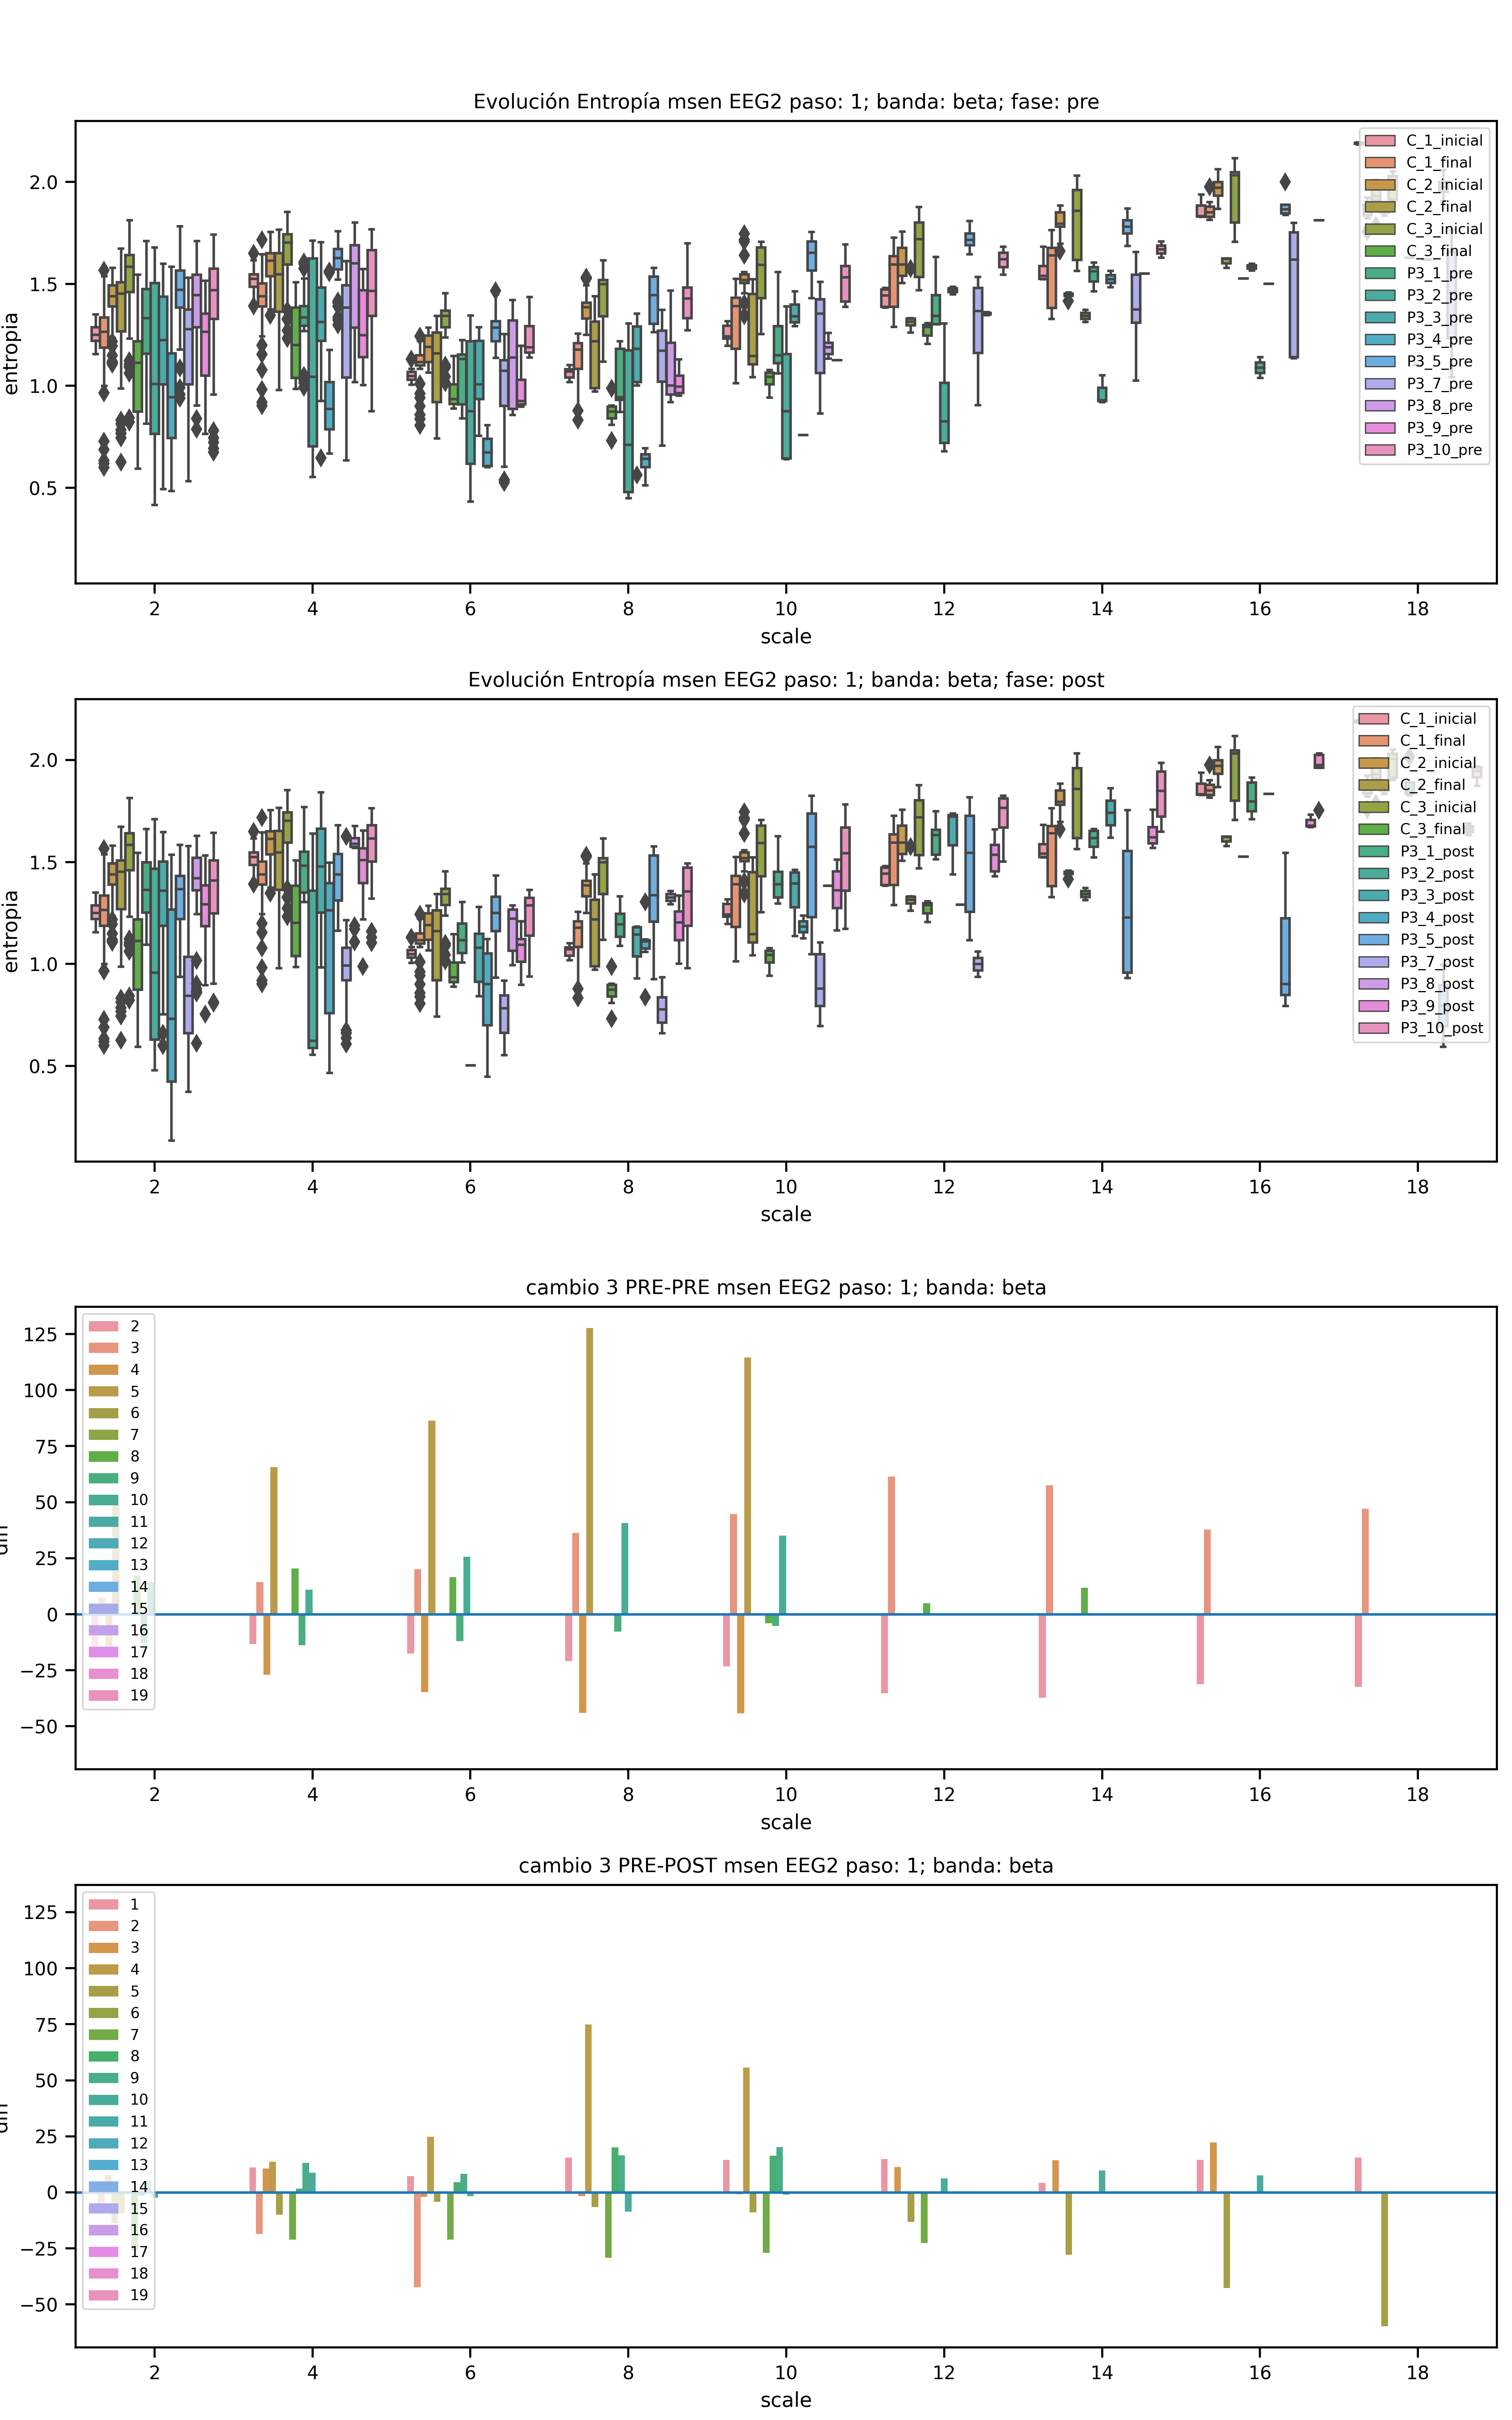 Evolución Entropía msen EEG2 paso: 1; banda: beta; fase: pre
entropia
2.0
1.5
1.0
0.5
C_1_inicial
C_1_final
C_2_inicial
C_2_final
C_3_inicial
C_3_final
P3_1_pre
P3_2_pre
P3_3_pre
P3_4_pre
P3_5_pre
P3_7_pre
P3_8_pre
P3_9_pre
P3_10_pre
2 4 6 8 10 12 14 16 18
scale
Evolución Entropía msen EEG2 paso: 1; banda: beta; fase: post
entropia
2.0
1.5
1.0
0.5
C_1_inicial
C_1_final
C_2_inicial
C_2_final
C_3_inicial
C_3_final
P3_1_post
P3_2_post
P3_3_post
P3_4_post
P3_5_post
P3_7_post
P3_8_post
P3_9_post
P3_10_post
2 4 6 8 10 12 14 16 18
scale
cambio 3 PRE-PRE msen EEG2 paso: 1; banda: beta
125
100
75
50
25
0
−25
−50
2
3
4
5
6
7
8
9
10
11
12
13
14
15
16
17
18
19
2 4 6 8 10 12 14 16 18
scale
cambio 3 PRE-POST msen EEG2 paso: 1; banda: beta
125
100
75
50
25
0
−25
−50
1
2
3
4
5
6
7
8
9
10
11
12
13
14
15
16
17
18
19
2 4 6 8 10 12 14 16 18
scale